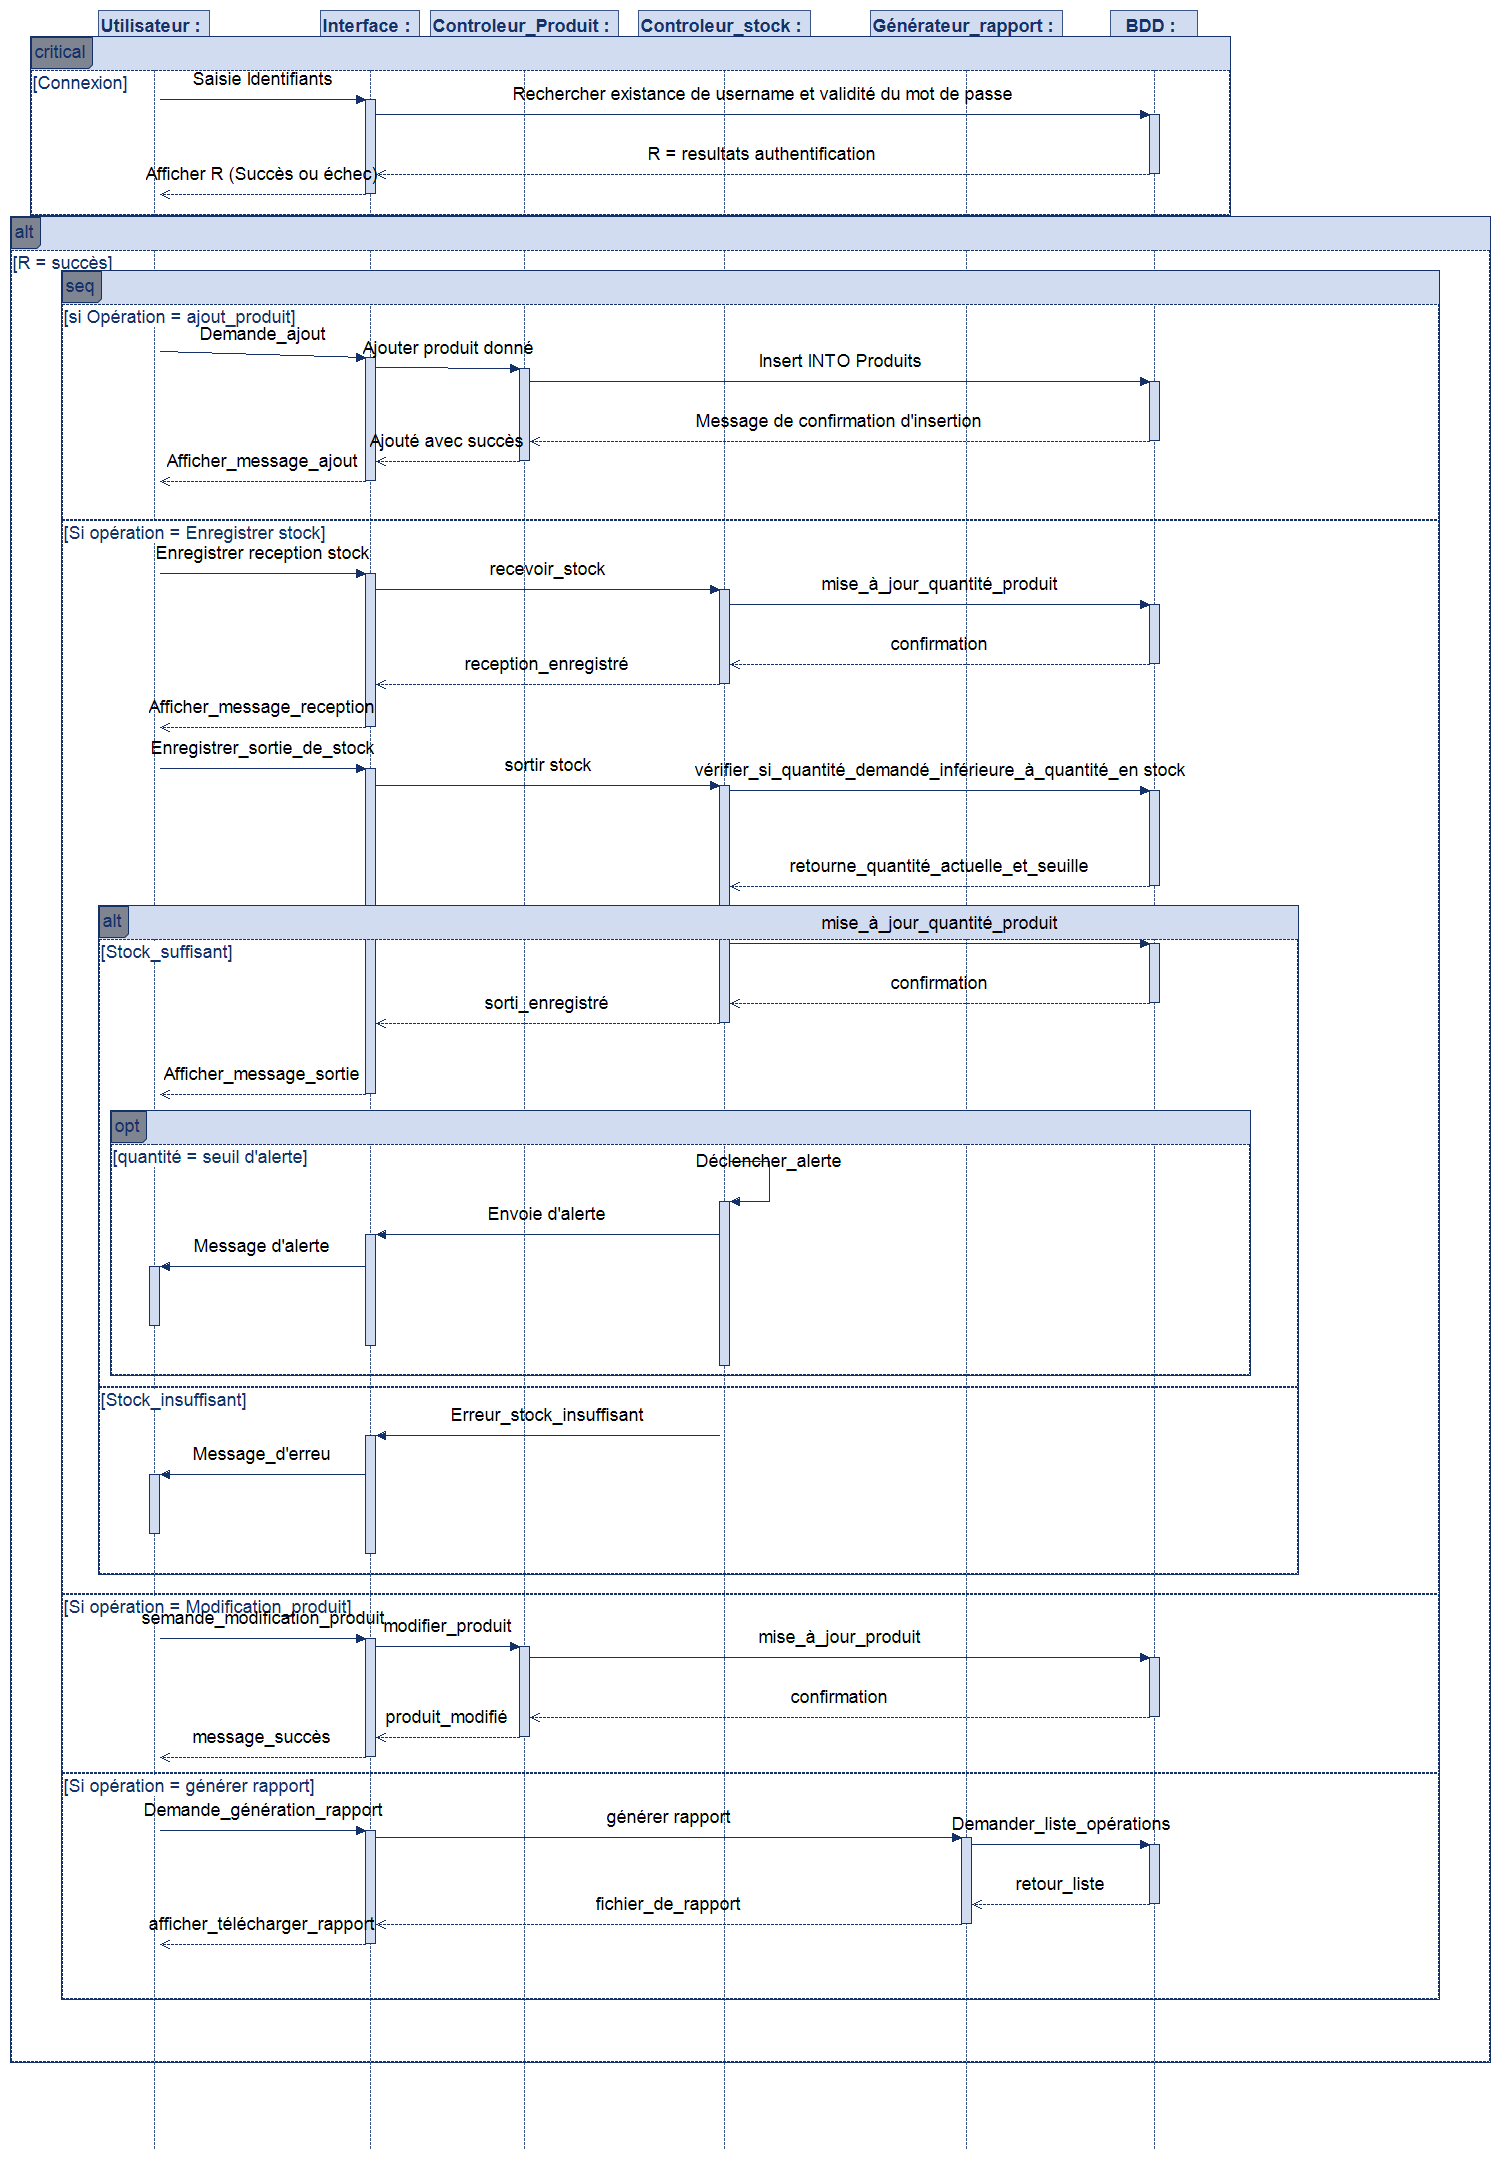 Utilisateur :
Interface :
Controleur_Produit :
Controleur_stock :
Générateur_rapport :
BDD :
critical
[Connexion]
Saisie Identifiants
Rechercher existance de username et validité du mot de passe
R = resultats authentification
Afficher R (Succès ou échec)
alt
[R = succès]
seq
[si Opération = ajout_produit]
Demande_ajout
Ajouter produit donné
Insert INTO Produits
Message de confirmation d'insertion
Ajouté avec succès
Afficher_message_ajout
[Si opération = Enregistrer stock]
Enregistrer reception stock
recevoir_stock
mise_à_jour_quantité_produit
confirmation
reception_enregistré
Afficher_message_reception
Enregistrer_sortie_de_stock
sortir stock
vérifier_si_quantité_demandé_inférieure_à_quantité_en stock
retourne_quantité_actuelle_et_seuille
alt
mise_à_jour_quantité_produit
[Stock_suffisant]
confirmation
sorti_enregistré
Afficher_message_sortie
opt
[quantité = seuil d'alerte]
Déclencher_alerte
Envoie d'alerte
Message d'alerte
[Stock_insuffisant]
Erreur_stock_insuffisant
Message_d'erreu
[Si opération = Modification_produit]
semande_modification_produit
modifier_produit
mise_à_jour_produit
confirmation
produit_modifié
message_succès
[Si opération = générer rapport]
Demande_génération_rapport
générer rapport
Demander_liste_opérations
retour_liste
fichier_de_rapport
afficher_télécharger_rapport